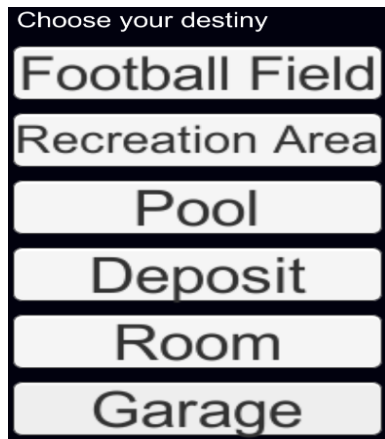 Choose your destiny
Football Field
Recreation Area
Pool
Deposit
Room
Garage